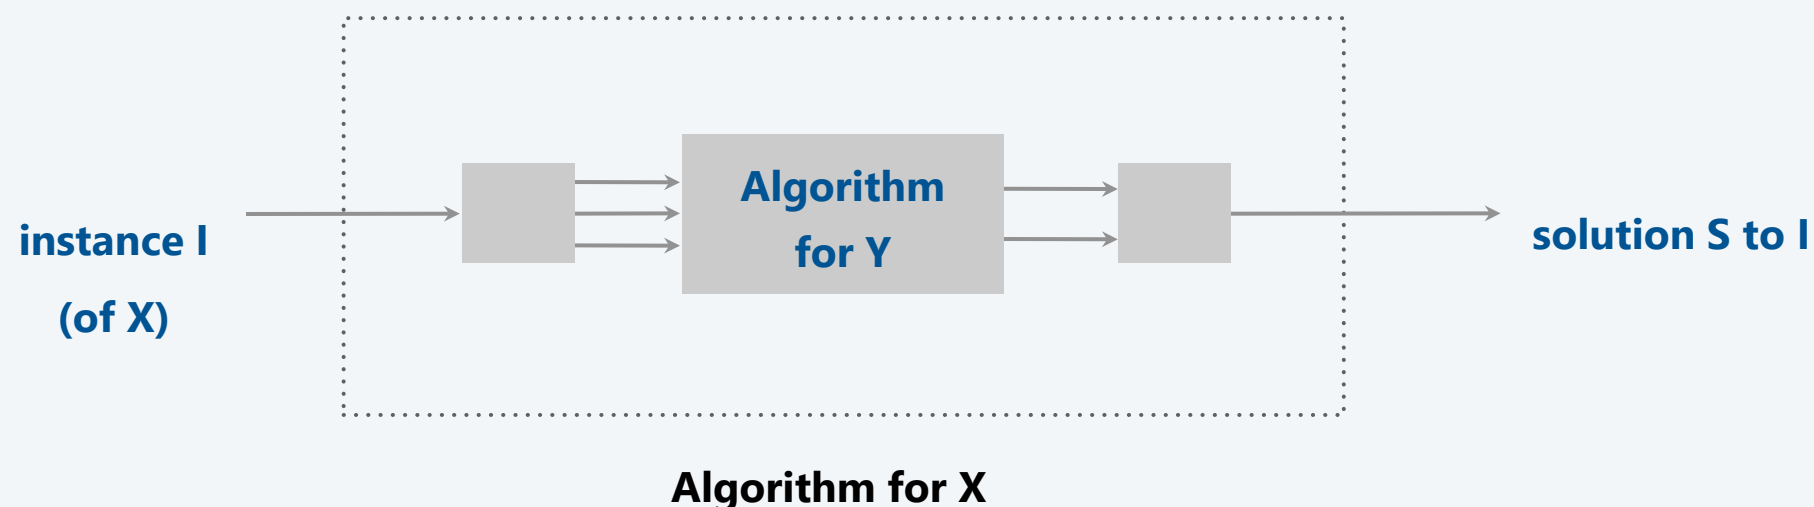 instance I
(of X)
Algorithm
for Y
solution S to I
Algorithm for X